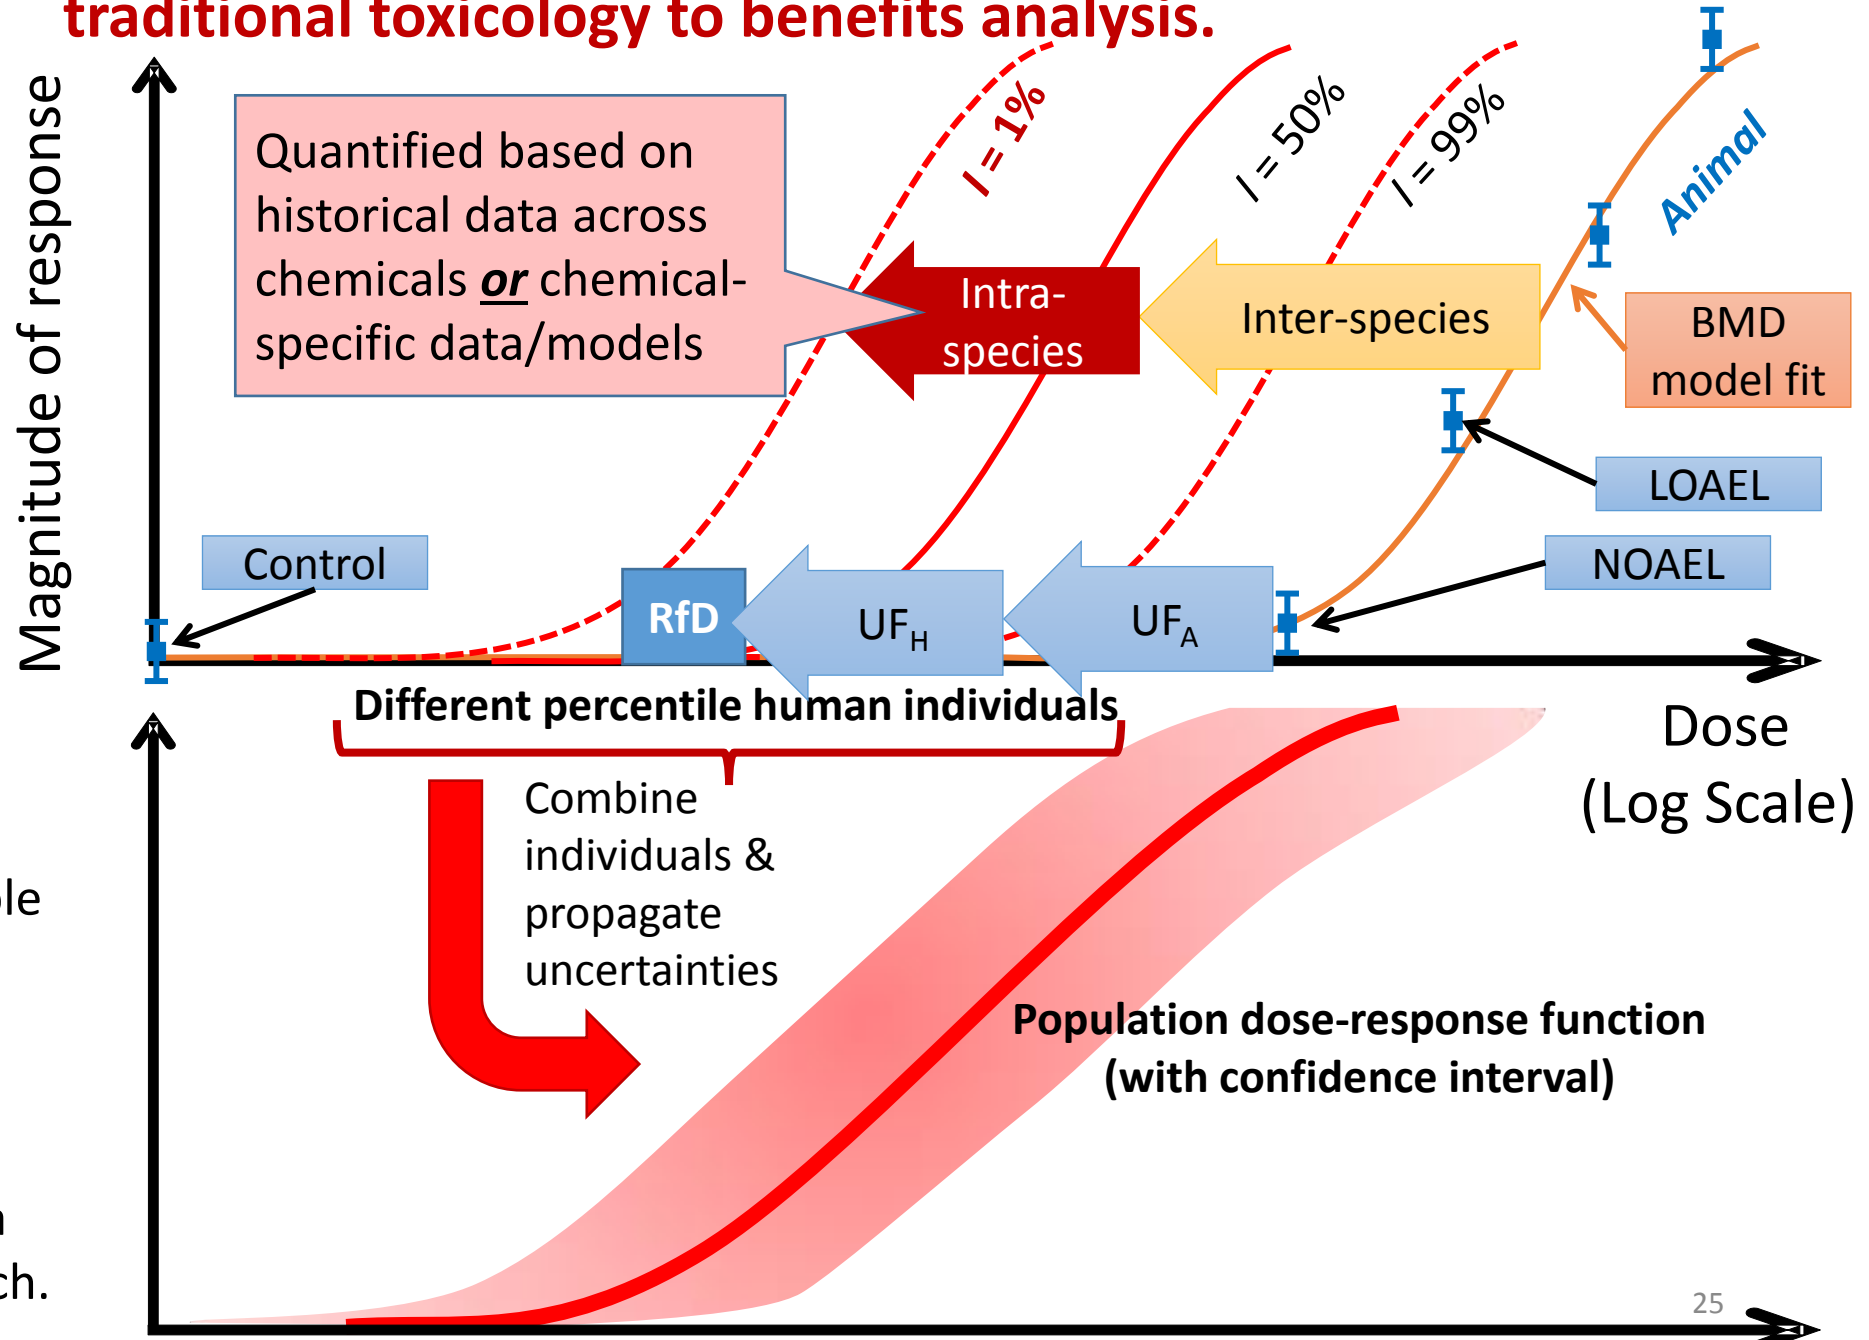 traditional toxicology to benefits analysis.
Magnitude of response
Quantified based on
historical data across
chemicals or chemical-
specific data/models
I = 1%
I = 50%
I = 99%
Animal
Intra-
species
Inter-species
BMD
model fit
LOAEL
NOAEL
Control
RfD
UFH
UFA
Different percentile human individuals
Dose
(Log Scale)
Combine
individuals &
propagate
uncertainties
Population dose-response function
(with confidence interval)
ch.
25